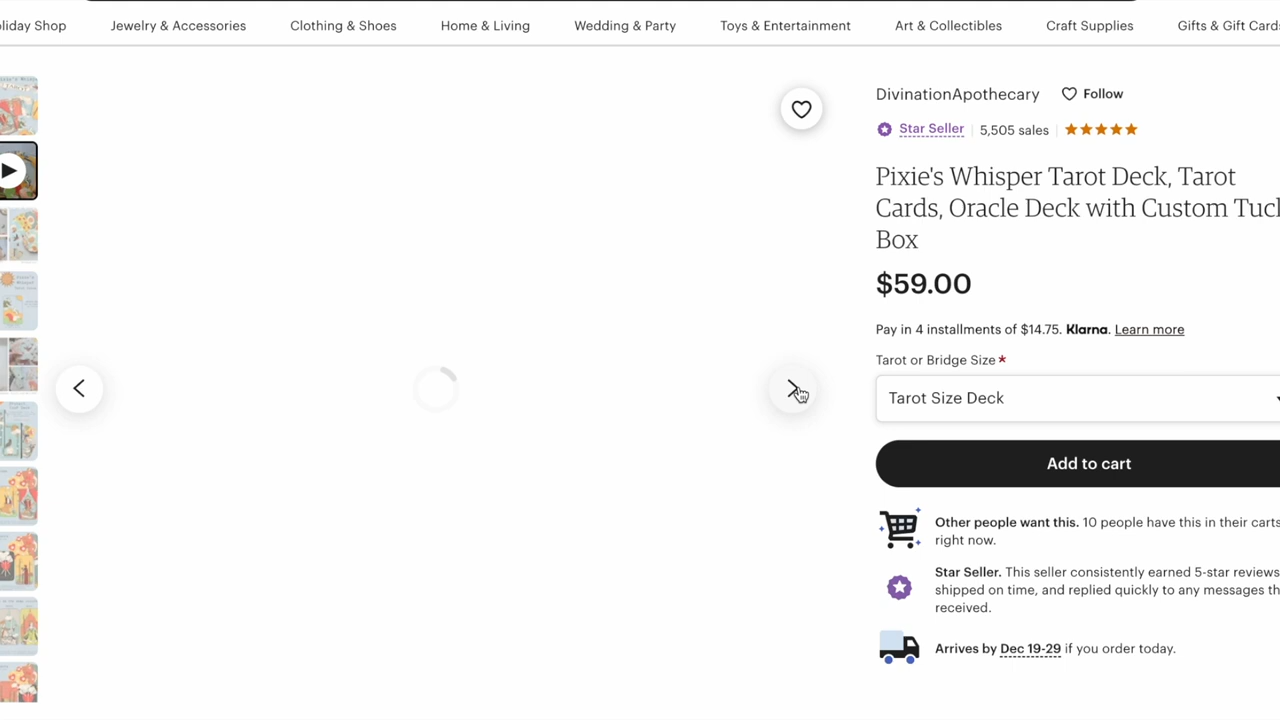 liday Shop Jewelry & Accessories Clothing & Shoes Home & Living Wedding & Party Toys & Entertainment Art & Collectibles Craft Supplies Gifts & Gift Cards
DivinationApothecary Follow
Star Seller 5,505 sales
Pixie's Whisper Tarot Deck, Tarot
Cards, Oracle Deck with Custom Tuck
Box
$59.00
Pay in 4 installments of $14.75. Klarna. Learn more
Tarot or Bridge Size *
Tarot Size Deck
Add to cart
Other people want this. 10 people have this in their carts
right now.
Star Seller. This seller consistently earned 5-star reviews,
shipped on time, and replied quickly to any messages th
received.
Arrives by Dec 19-29 if you order today.